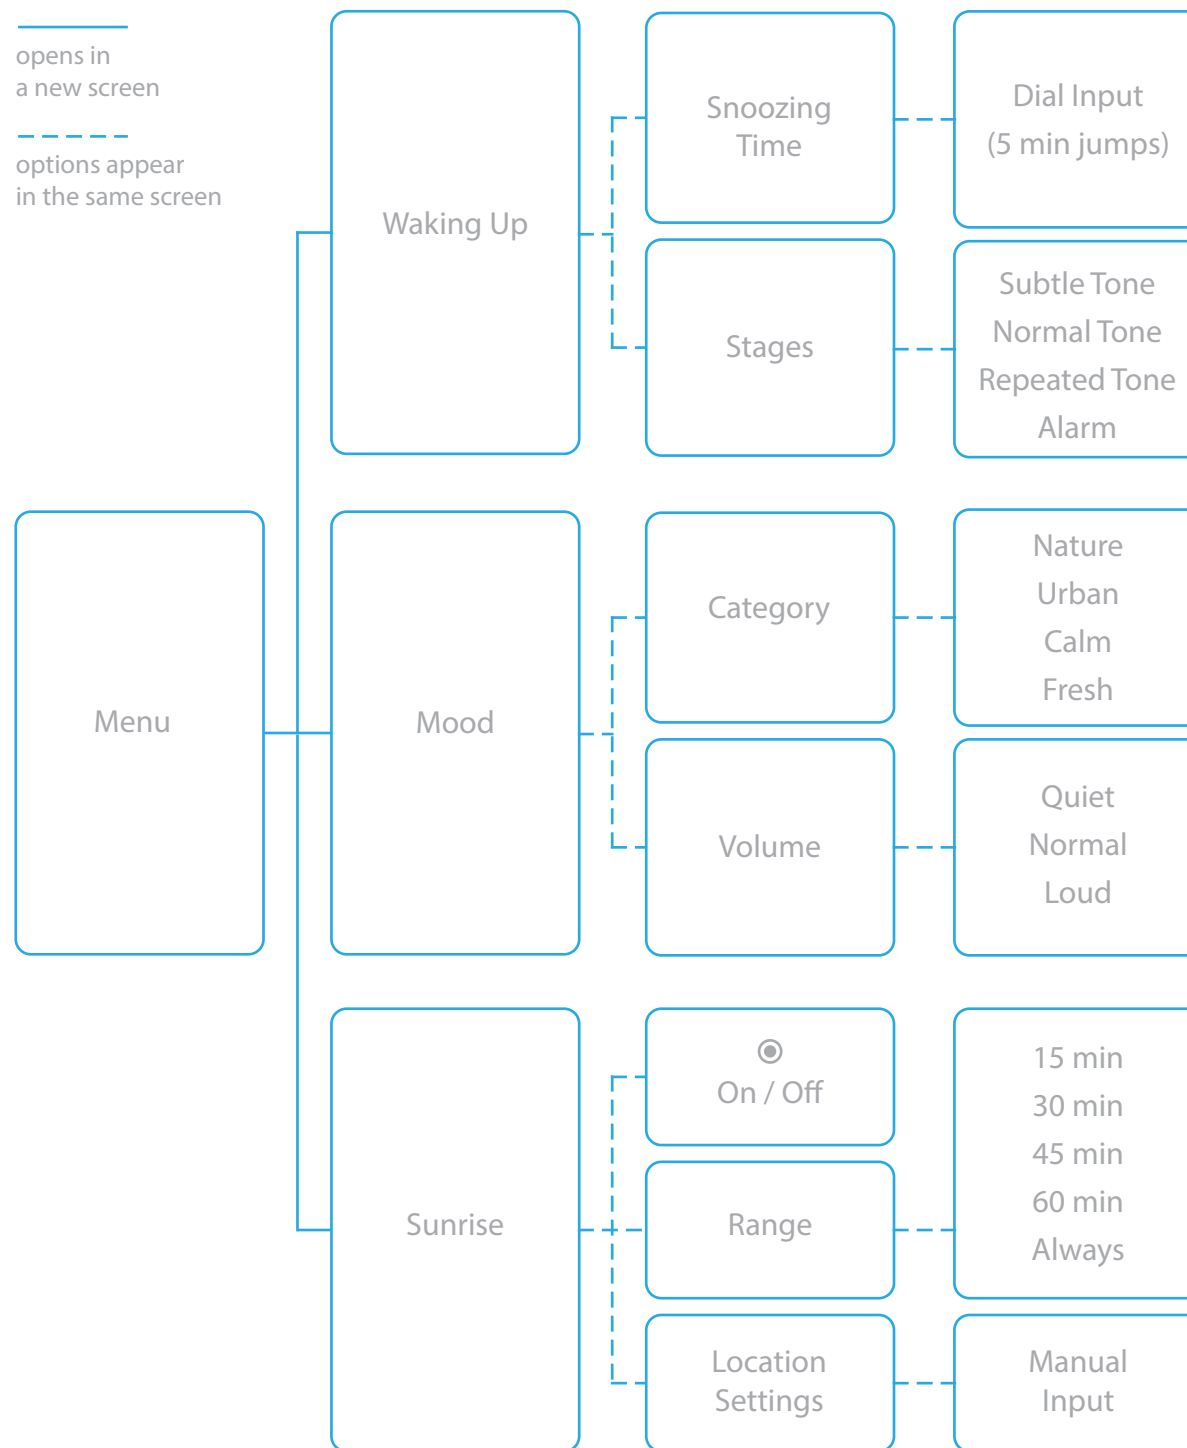 opens in
a new screen
options appear
in the same screen
Menu
Waking Up
Snoozing
Time
Dial Input
(5 min jumps)
Stages
Subtle Tone
Normal Tone
Repeated Tone
Alarm
Mood
Category
Nature
Urban
Calm
Fresh
Volume
Quiet
Normal
Loud
Sunrise
On / Off
Range
15 min
30 min
45 min
60 min
Always
Location
Settings
Manual
Input